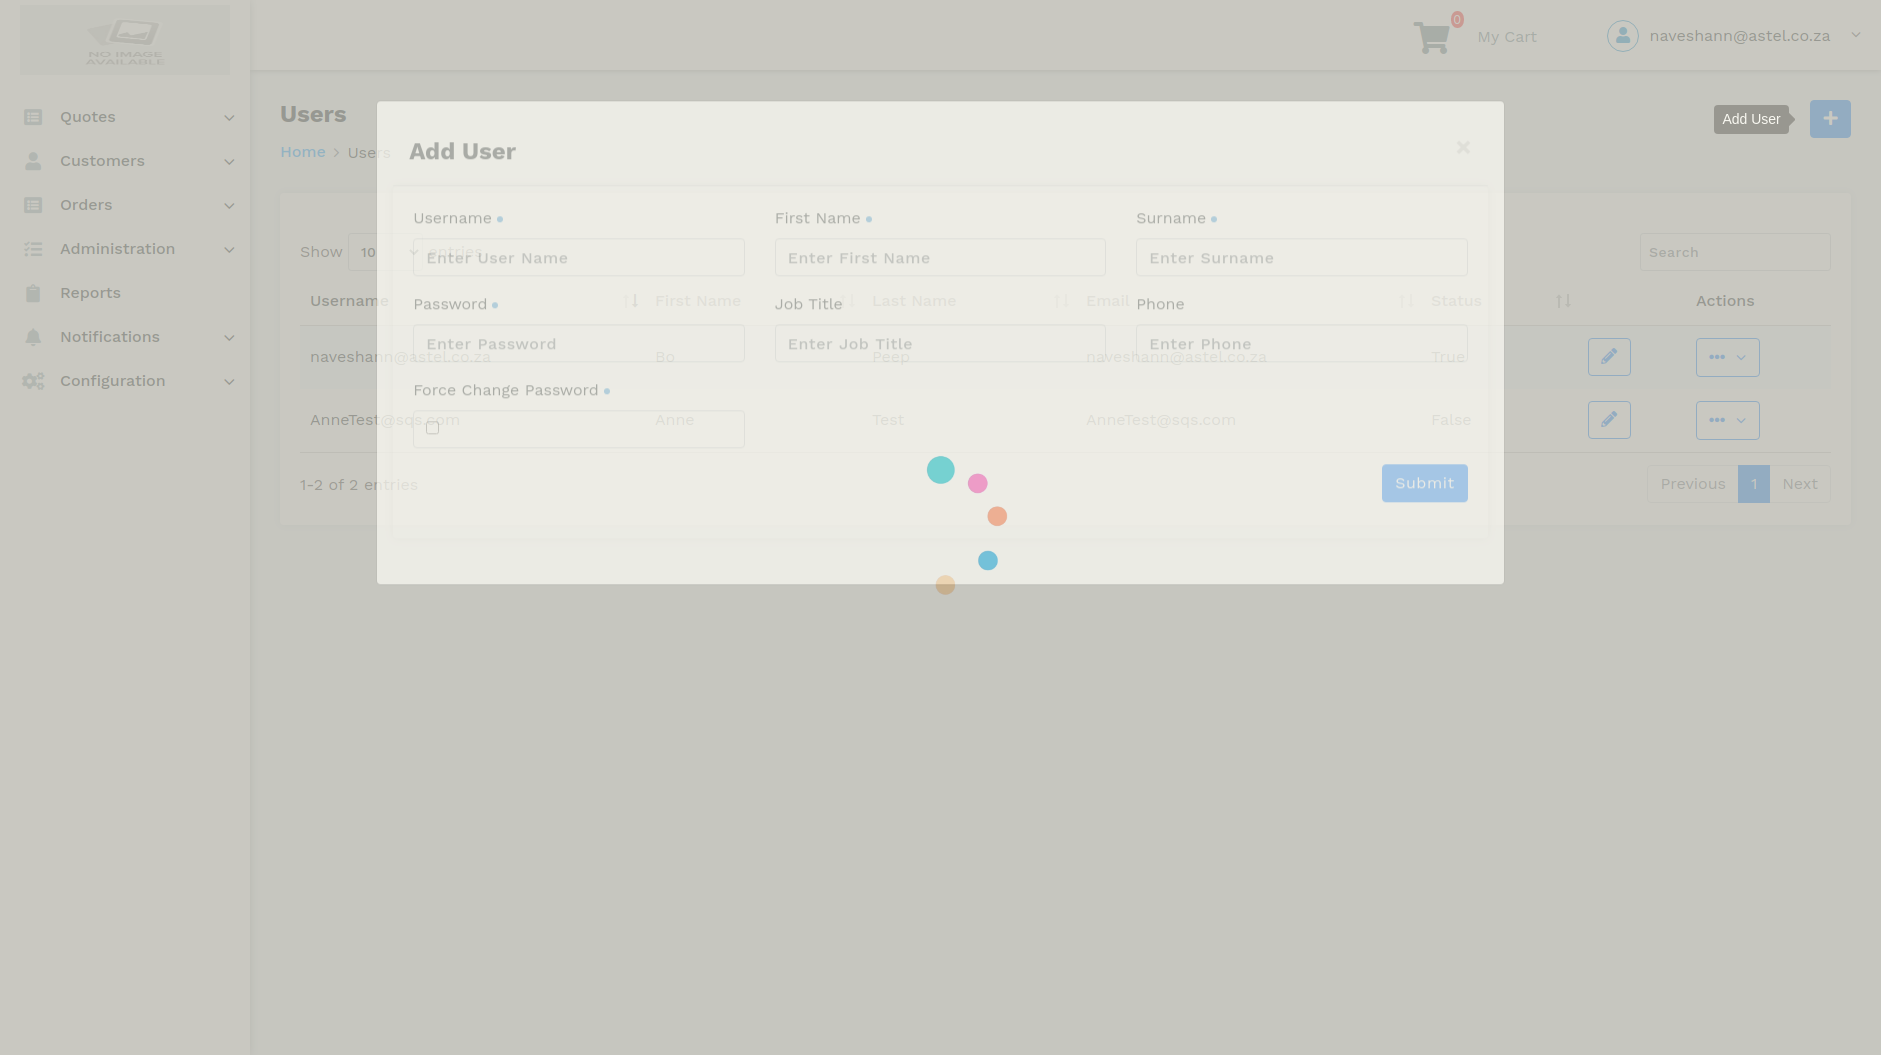 NO IMAGE
AVAILABLE
0
My Cart
naveshann@astel.co.za
Quotes
Customers
Orders
Administration
Reports
Notifications
Configuration
Users
Home > Users
Add User
Add User
Username
First Name
Surname
Enter User Name
Enter First Name
Enter Surname
Password
Job Title
Phone
Enter Password
Enter Job Title
Enter Phone
Force Change Password
Submit
Show 10 entries
Search
Username First Name Last Name Email Status Actions
naveshann@astel.co.za Bo Peep naveshann@astel.co.za True
AnneTest@sqs.com Anne Test AnneTest@sqs.com False
1-2 of 2 entries
Previous 1 Next